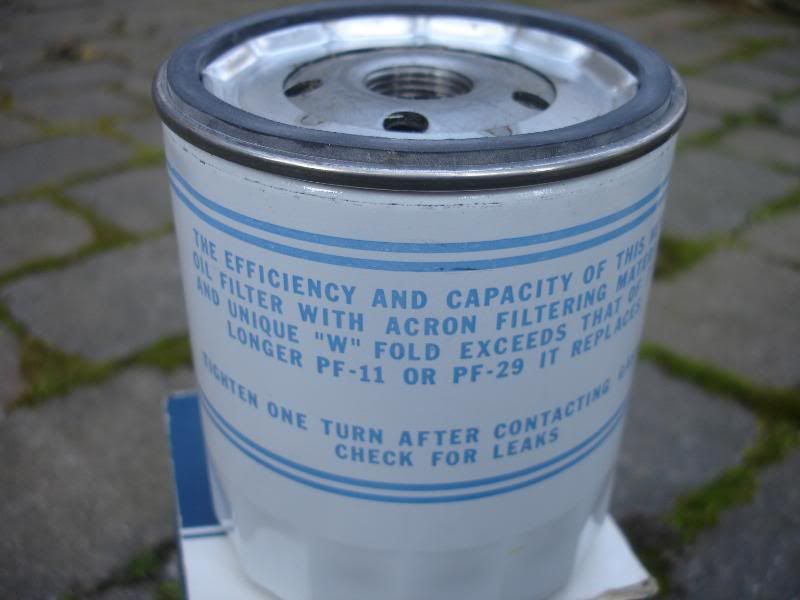 THE EFFICIENCY AND CAPACITY OF THIS
OIL FILTER WITH ACRON FILTERING
AND UNIQUE "W" FOLD EXCEEDS THAT OF
LONGER PF-11 OR PF-29 IT REPLACES
TIGHTEN ONE TURN AFTER CONTACTING
CHECK FOR LEAKS